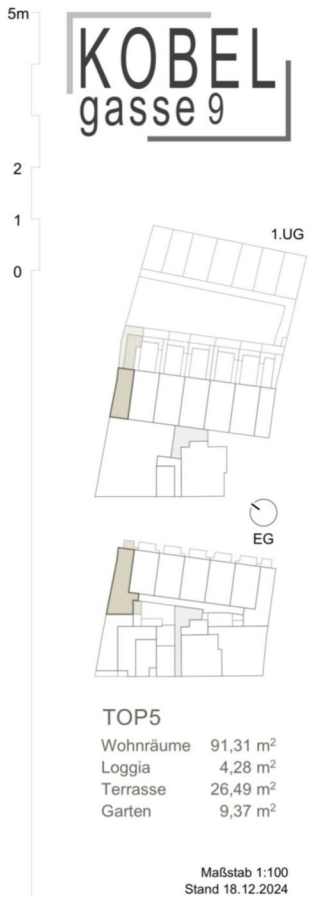 5m
KOBEL
gasse 9
2
1
0
1.UG
EG
TOP5
Wohnräume 91,31 m²
Loggia 4,28 m²
Terrasse 26,49 m²
Garten 9,37 m²
Maßstab 1:100
Stand 18.12.2024